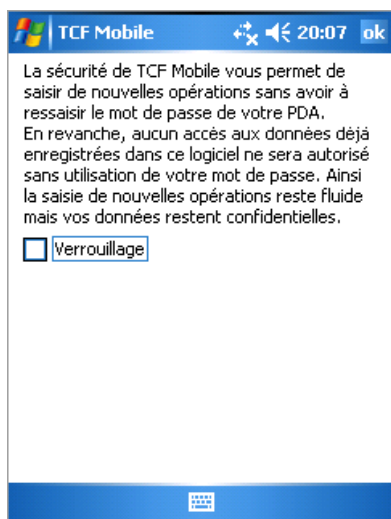 TCF Mobile 20:07 ok
La sécurité de TCF Mobile vous permet de
saisir de nouvelles opérations sans avoir à
ressaisir le mot de passe de votre PDA.
En revanche, aucun accès aux données déjà
enregistrées dans ce logiciel ne sera autorisé
sans utilisation de votre mot de passe. Ainsi
la saisie de nouvelles opérations reste fluide
mais vos données restent confidentielles.
Verrouillage